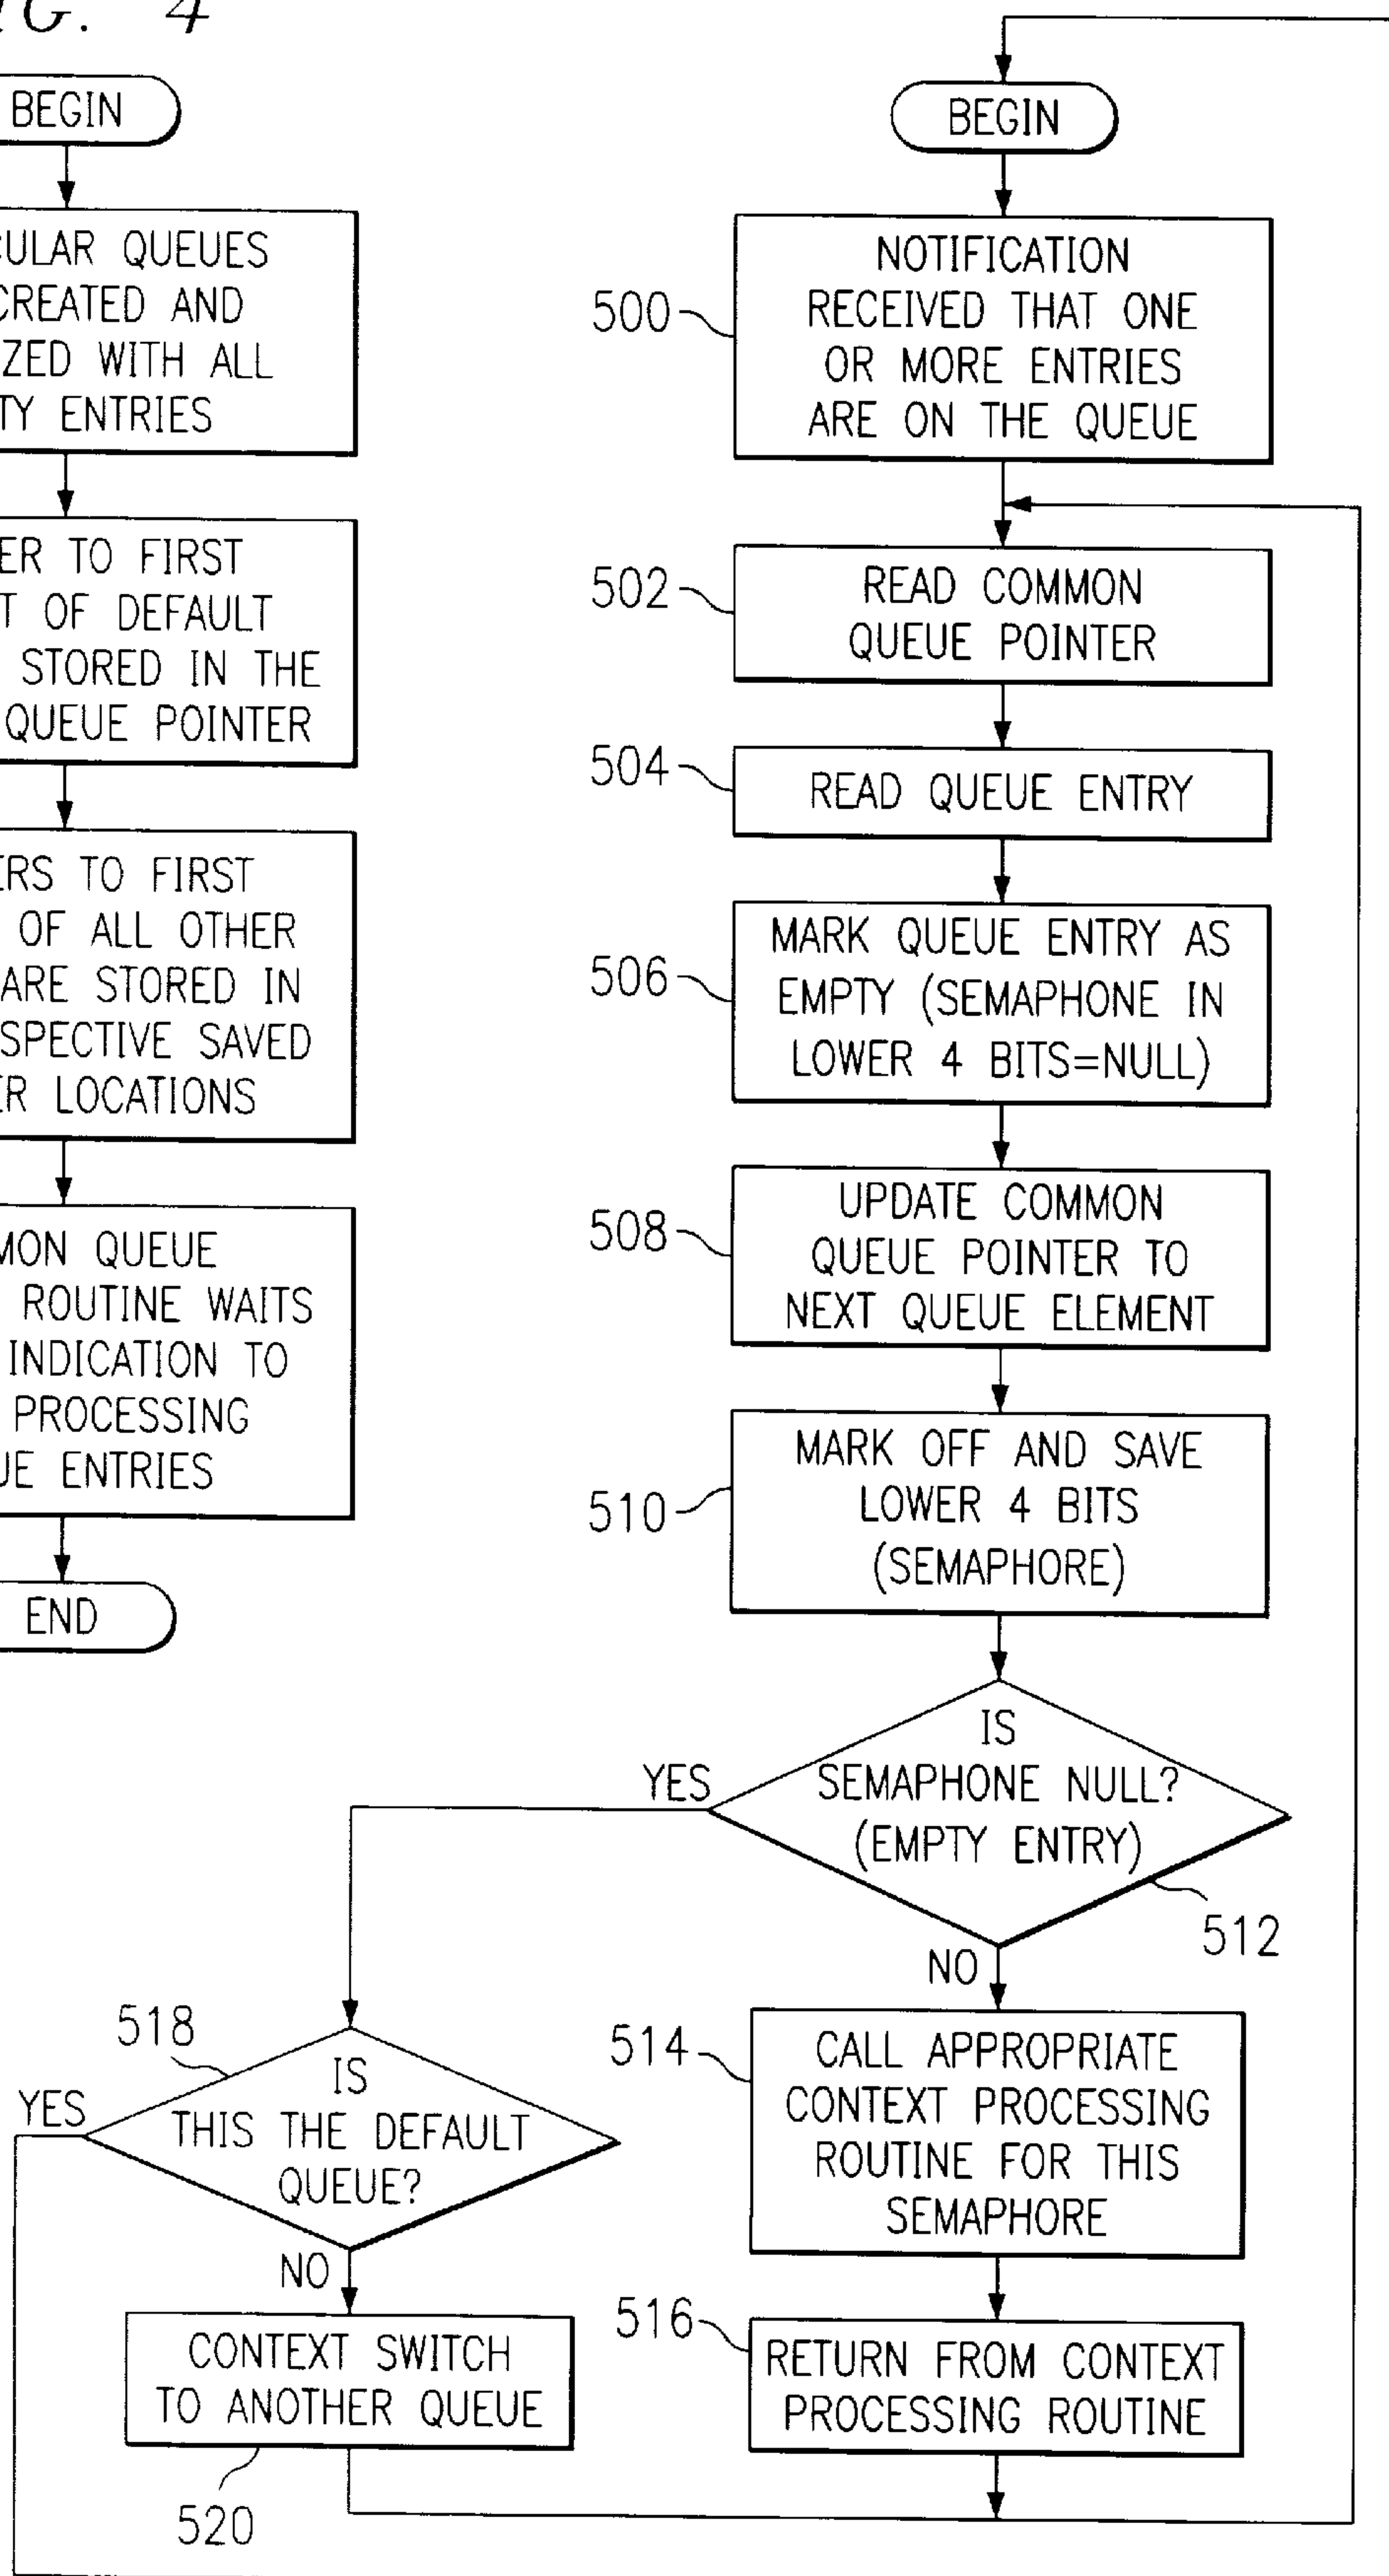 FIG. 4
BEGIN
CULAR QUEUES
CREATED AND
ZED WITH ALL
TY ENTRIES
ER TO FIRST
T OF DEFAULT
STORED IN THE
QUEUE POINTER
ERS TO FIRST
OF ALL OTHER
ARE STORED IN
SPECTIVE SAVED
ER LOCATIONS
MON QUEUE
ROUTINE WAITS
INDICATION TO
PROCESSING
UE ENTRIES
END
BEGIN
500
NOTIFICATION
RECEIVED THAT ONE
OR MORE ENTRIES
ARE ON THE QUEUE
502
READ COMMON
QUEUE POINTER
504
READ QUEUE ENTRY
506
MARK QUEUE ENTRY AS
EMPTY (SEMAPHONE IN
LOWER 4 BITS=NULL)
508
UPDATE COMMON
QUEUE POINTER TO
NEXT QUEUE ELEMENT
510
MARK OFF AND SAVE
LOWER 4 BITS
(SEMAPHORE)
IS
SEMAPHONE NULL?
(EMPTY ENTRY)
YES
512
NO
514
CALL APPROPRIATE
CONTEXT PROCESSING
ROUTINE FOR THIS
SEMAPHORE
516
RETURN FROM CONTEXT
PROCESSING ROUTINE
518
IS
THIS THE DEFAULT
QUEUE?
YES
NO
CONTEXT SWITCH
TO ANOTHER QUEUE
520